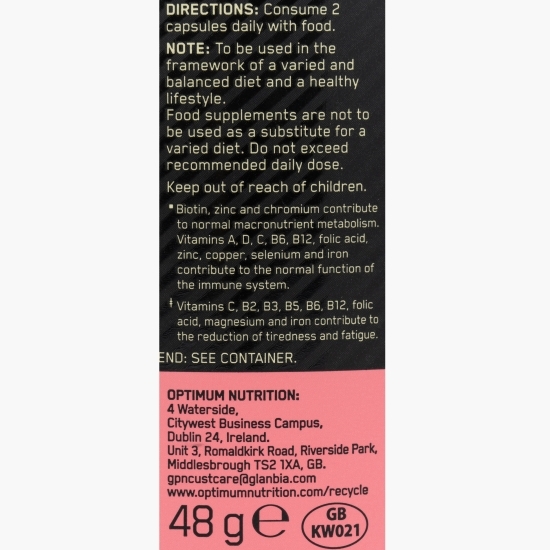 DIRECTIONS: Consume 2
capsules daily with food.
NOTE: To be used in the
framework of a varied and
balanced diet and a healthy
lifestyle.
Food supplements are not to
be used as a substitute for a
varied diet. Do not exceed
recommended daily dose.
Keep out of reach of children.
▪ Biotin, zinc and chromium contribute
to normal macronutrient metabolism.
Vitamins A, D, C, B6, B12, folic acid,
zinc, copper, selenium and iron
contribute to the normal function of
the immune system.
‡ Vitamins C, B2, B3, B5, B6, B12, folic
acid, magnesium and iron contribute to
the reduction of tiredness and fatigue.
END: SEE CONTAINER.
OPTIMUM NUTRITION:
4 Waterside,
Citywest Business Campus,
Dublin 24, Ireland.
Unit 3, Romaldkirk Road, Riverside Park,
Middlesbrough TS2 1XA, GB.
gpncustcare@glanbia.com
www.optimumnutrition.com/recycle
48 g ℮
GB
KW021